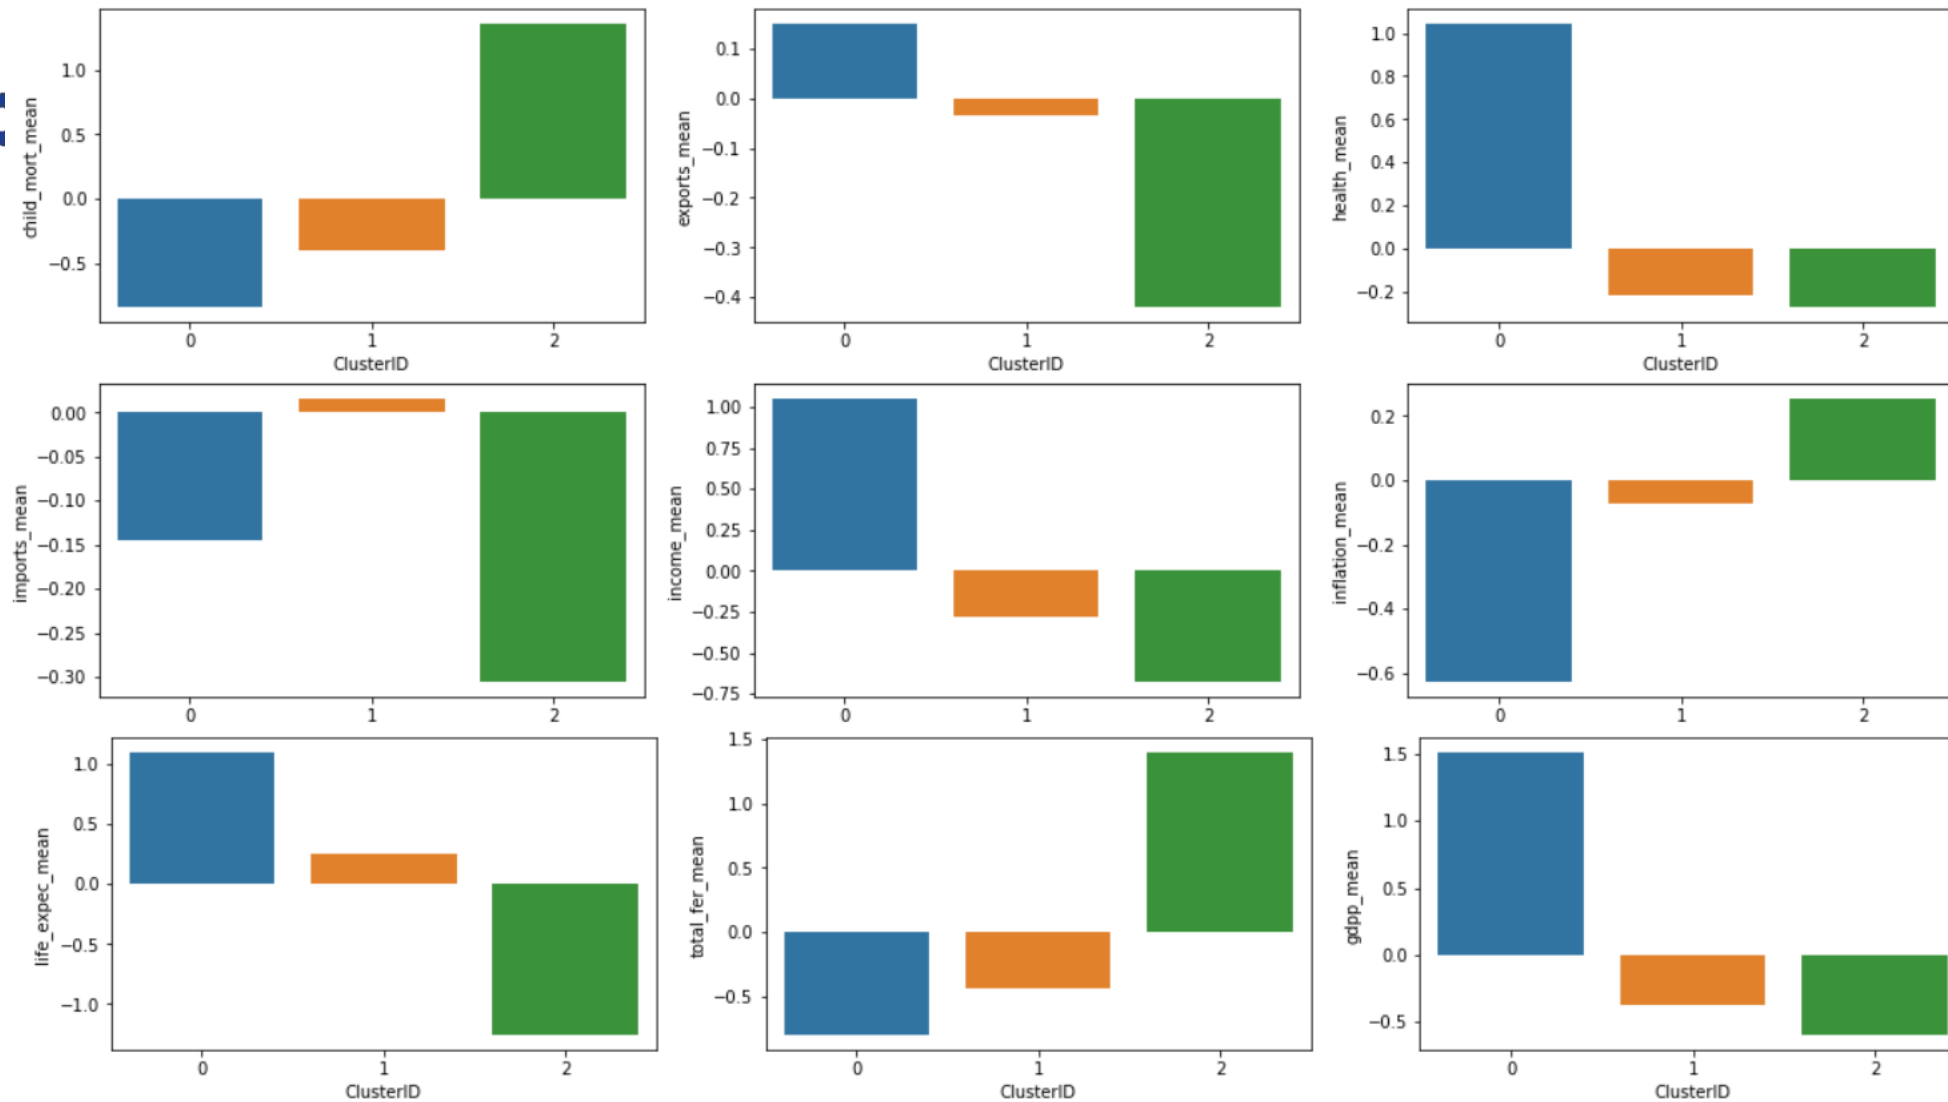 child_mort_mean
1.0
0.5
0.0
−0.5
0 1 2
ClusterID
exports_mean
0.1
0.0
−0.1
−0.2
−0.3
−0.4
0 1 2
ClusterID
health_mean
1.0
0.8
0.6
0.4
0.2
0.0
−0.2
0 1 2
ClusterID
imports_mean
0.00
−0.05
−0.10
−0.15
−0.20
−0.25
−0.30
0 1 2
income_mean
1.00
0.75
0.50
0.25
0.00
−0.25
−0.50
−0.75
0 1 2
inflation_mean
0.2
0.0
−0.2
−0.4
−0.6
0 1 2
life_expec_mean
1.0
0.5
0.0
−0.5
−1.0
0 1 2
ClusterID
total_fer_mean
1.5
1.0
0.5
0.0
−0.5
0 1 2
ClusterID
gdpp_mean
1.5
1.0
0.5
0.0
−0.5
0 1 2
ClusterID